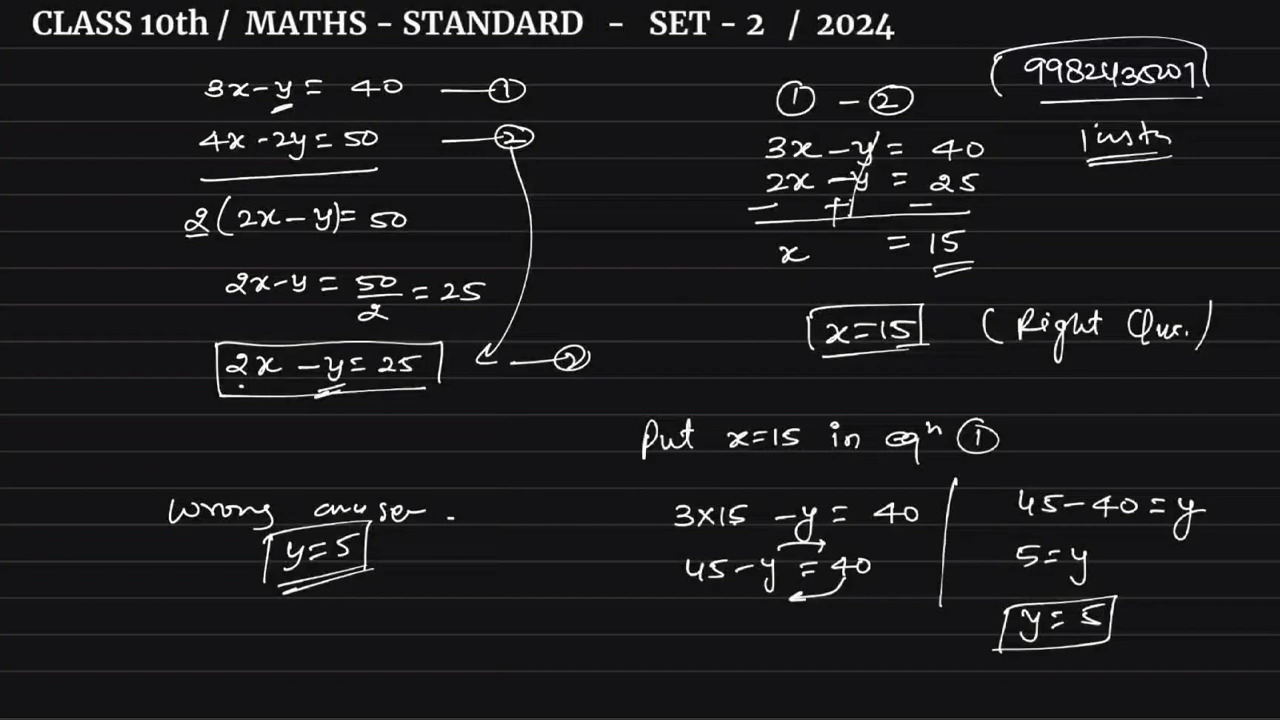 CLASS 10th / MATHS - STANDARD - SET - 2 / 2024
3x - y = 40 — ①
4x - 2y = 50 — ②
2(2x - y) = 50
2x - y = 50/2 = 25
2x - y = 25 — ②
wrong
y = 5
① - ②
3x - y = 40
2x - y = 25
- + -
x = 15
x = 15 (Right Que.)
Put x=15 in eqⁿ ①
3×15 - y = 40
45 - y = 40
45 - 40 = y
5 = y
y = 5